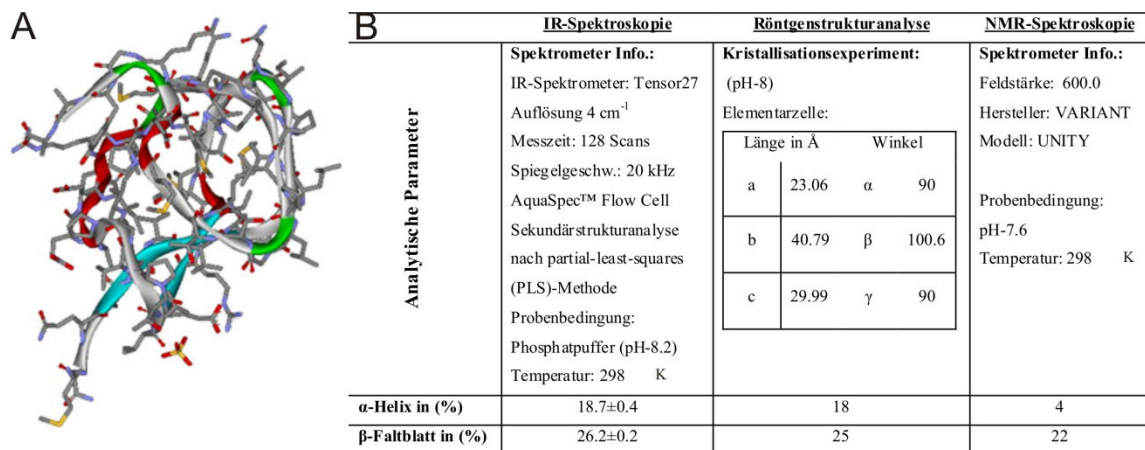 A
B
IR-Spektroskopie
Röntgenstrukturanalyse
NMR-Spektroskopie
Analytische Parameter
Spektrometer Info.:
IR-Spektrometer: Tensor27
Auflösung 4 cm⁻¹
Messzeit: 128 Scans
Spiegelgeschw.: 20 kHz
AquaSpec™ Flow Cell
Sekundärstrukturanalyse
nach partial-least-squares
(PLS)-Methode
Probenbedingung:
Phosphatpuffer (pH-8.2)
Temperatur: 298 K
Kristallisationsexperiment:
(pH-8)
Elementarzelle:
Länge in Å Winkel
a 23.06 α 90
b 40.79 β 100.6
c 29.99 γ 90
Spektrometer Info.:
Feldstärke: 600.0
Hersteller: VARIANT
Modell: UNITY
Probenbedingung:
pH-7.6
Temperatur: 298 K
α-Helix in (%) 18.7±0.4 18 4
β-Faltblatt in (%) 26.2±0.2 25 22